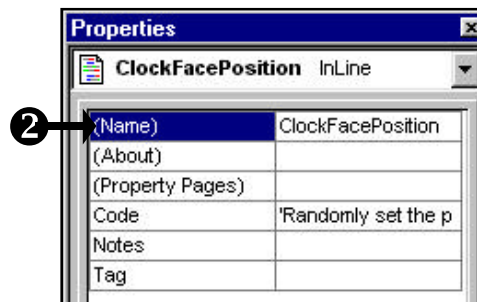 Properties
ClockFacePosition InLine
2 (Name) ClockFacePosition
(About)
(Property Pages)
Code 'Randomly set the p
Notes
Tag